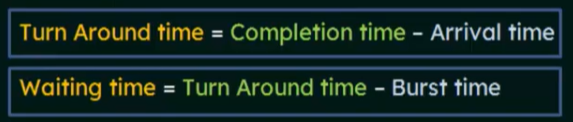 Turn Around time = Completion time – Arrival time
Waiting time = Turn Around time – Burst time